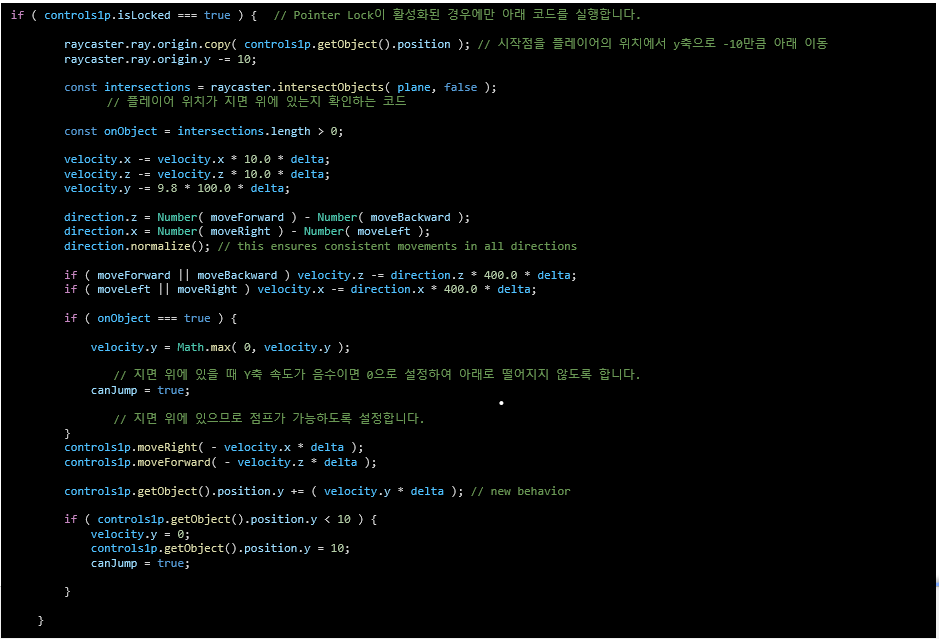 if ( controls1p.isLocked === true ) {  // Pointer Lock이 활성화된 경우에만 아래 코드를 실행합니다.
raycaster.ray.origin.copy( controls1p.getObject().position ); // 시작점을 플레이어의 위치에서 y축으로 -10만큼 아래 이동
raycaster.ray.origin.y -= 10;
const intersections = raycaster.intersectObjects( plane, false );
// 플레이어 위치가 지면 위에 있는지 확인하는 코드
const onObject = intersections.length > 0;
velocity.x -= velocity.x * 10.0 * delta;
velocity.z -= velocity.z * 10.0 * delta;
velocity.y -= 9.8 * 100.0 * delta;
direction.z = Number( moveForward ) - Number( moveBackward );
direction.x = Number( moveRight ) - Number( moveLeft );
direction.normalize(); // this ensures consistent movements in all directions
if ( moveForward || moveBackward ) velocity.z -= direction.z * 400.0 * delta;
if ( moveLeft || moveRight ) velocity.x -= direction.x * 400.0 * delta;
if ( onObject === true ) {
velocity.y = Math.max( 0, velocity.y );
// 지면 위에 있을 때 Y축 속도가 음수이면 0으로 설정하여 아래로 떨어지지 않도록 합니다.
canJump = true;
// 지면 위에 있으므로 점프가 가능하도록 설정합니다.
}
controls1p.moveRight( - velocity.x * delta );
controls1p.moveForward( - velocity.z * delta );
controls1p.getObject().position.y += ( velocity.y * delta ); // new behavior
if ( controls1p.getObject().position.y < 10 ) {
velocity.y = 0;
controls1p.getObject().position.y = 10;
canJump = true;
}
}